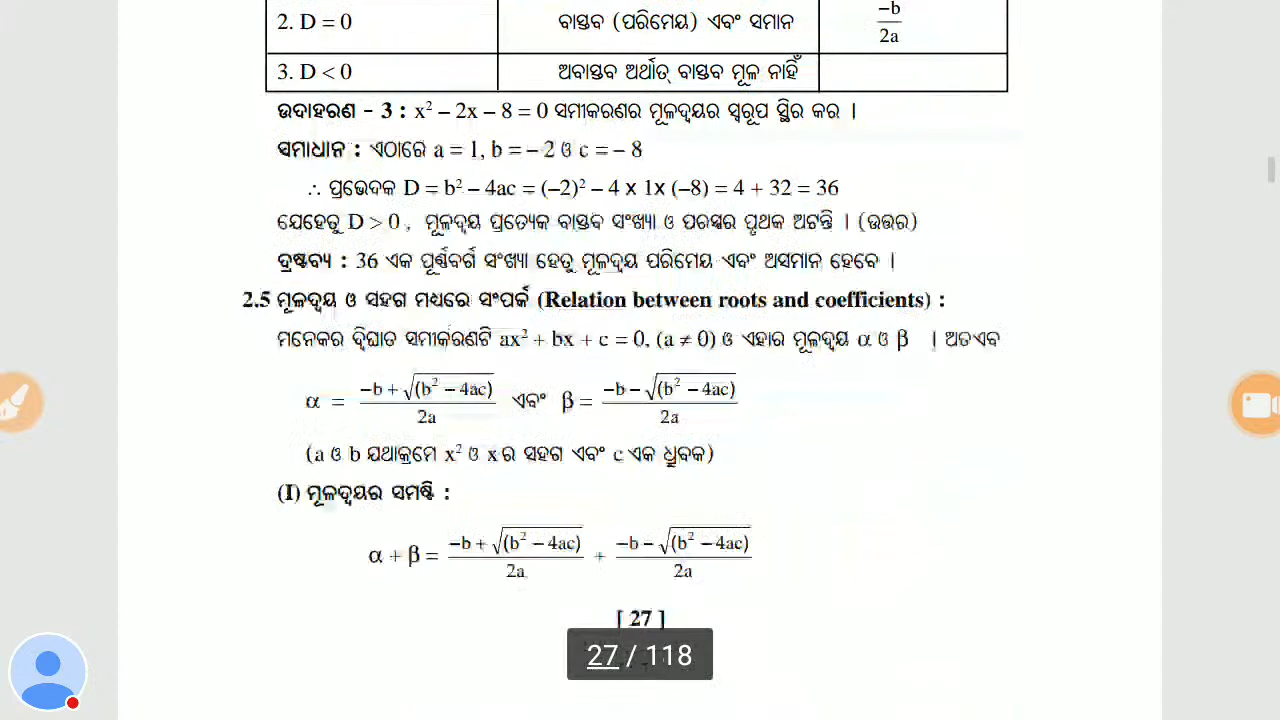 2. D = 0 ବାସ୍ତବ (ପରିମେୟ) ଏବଂ ସମାନ −b/2a
3. D < 0 ଅବାସ୍ତବ ଅର୍ଥାତ୍ ବାସ୍ତବ ମୂଳ ନାହିଁ
ଉଦାହରଣ - 3 : x² − 2x − 8 = 0 ସମୀକରଣର ମୂଳଦ୍ୱୟର ସ୍ୱରୂପ ସ୍ଥିର କର ।
ସମାଧାନ : ଏଠାରେ a = 1, b = − 2 ଓ c = − 8
∴ ପ୍ରଭେଦକ D = b² − 4ac = (−2)² − 4 x 1x (−8) = 4 + 32 = 36
ଯେହେତୁ D > 0 , ମୂଳଦ୍ୱୟ ପ୍ରତ୍ୟେକ ବାସ୍ତବ ସଂଖ୍ୟା ଓ ପରସ୍ପର ପୃଥକ ଅଟନ୍ତି । (ଉତ୍ତର)
ଦ୍ରଷ୍ଟବ୍ୟ : 36 ଏକ ପୂର୍ଣ୍ଣବର୍ଗ ସଂଖ୍ୟା ହେତୁ ମୂଳଦ୍ୱୟ ପରିମେୟ ଏବଂ ଅସମାନ ହେବେ ।
2.5 ମୂଳଦ୍ୱୟ ଓ ସହଗ ମଧ୍ୟରେ ସଂପର୍କ (Relation between roots and coefficients) :
ମନେକର ଦ୍ୱିଘାତ ସମୀକରଣଟି ax² + bx + c = 0, (a ≠ 0) ଓ ଏହାର ମୂଳଦ୍ୱୟ α ଓ β । ଅତଏବ
α = −b + √(b² − 4ac)/2a ଏବଂ β = −b − √(b² − 4ac)/2a
(a ଓ b ଯଥାକ୍ରମେ x² ଓ x ର ସହଗ ଏବଂ c ଏକ ଧ୍ରୁବକ)
(I) ମୂଳଦ୍ୱୟର ସମଷ୍ଟି :
α + β = −b + √(b² − 4ac)/2a + −b − √(b² − 4ac)/2a
[ 27 ]
27 / 118